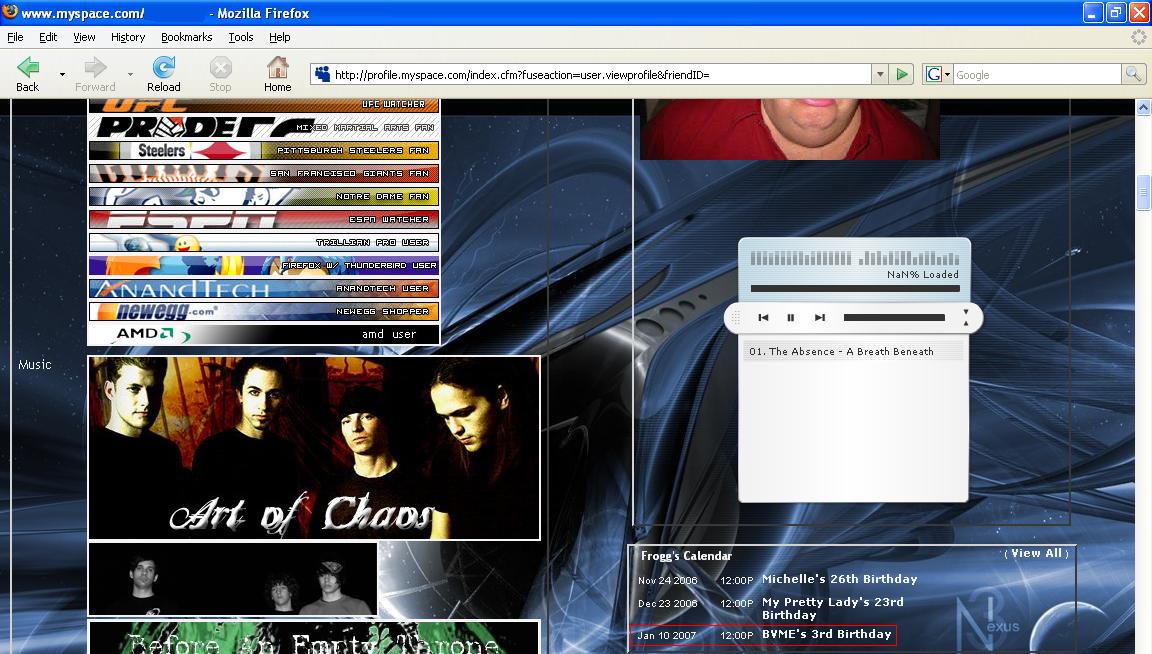 www.myspace.com/ - Mozilla Firefox
File Edit View History Bookmarks Tools Help
Back Forward Reload Stop Home
http://profile.myspace.com/index.cfm?fuseaction=user.viewprofile&friendID=
G Google
UFC UFC WATCHER
PRIDE FC MIXED MARTIAL ARTS FAN
Steelers PITTSBURGH STEELERS FAN
SAN FRANCISCO GIANTS FAN
NOTRE DAME FAN
ESPN ESPN WATCHER
TRILLIAN PRO USER
FIREFOX W/ THUNDERBIRD USER
ANANDTECH ANANDTECH USER
newegg.com NEWEGG SHOPPER
AMD amd user
Music
Art of Chaos
Before An Empty Throne
NaN% Loaded
01. The Absence - A Breath Beneath
Frogg's Calendar ( View All )
Nov 24 2006 12:00P Michelle's 26th Birthday
Dec 23 2006 12:00P My Pretty Lady's 23rd
Birthday
Jan 10 2007 12:00P BVME's 3rd Birthday
Nexus